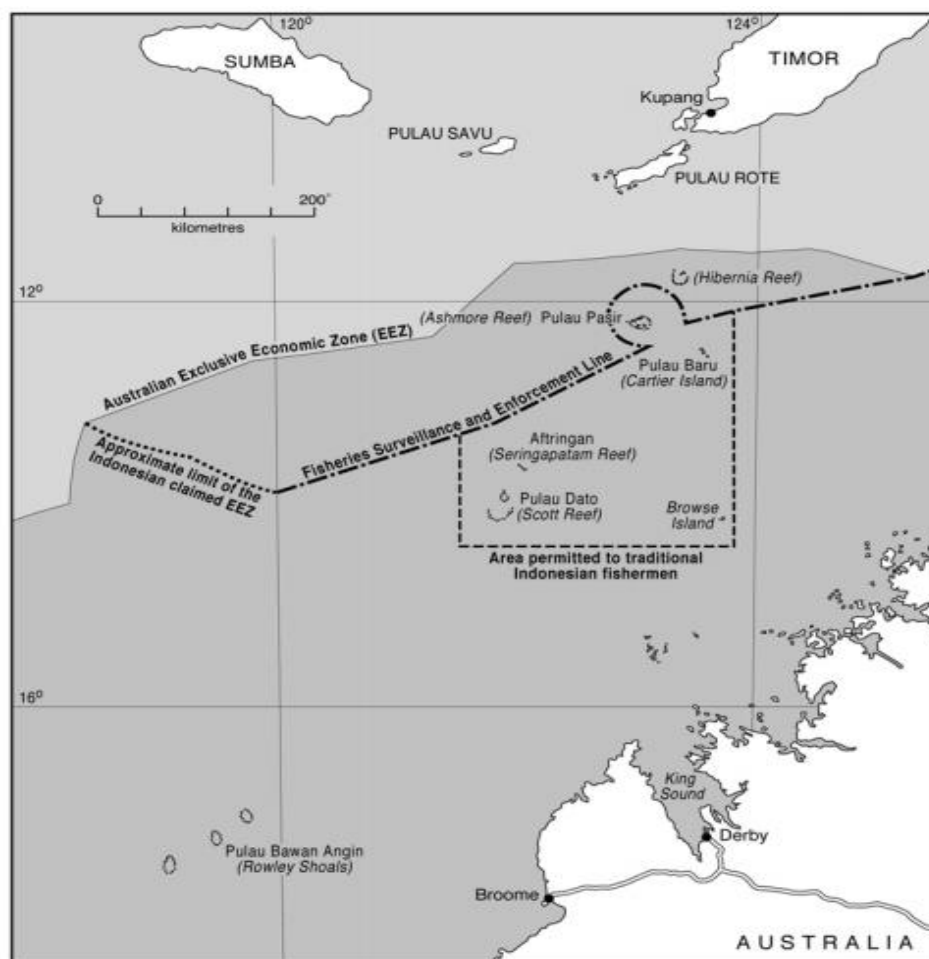 120°
124°
SUMBA
TIMOR
Kupang
PULAU SAVU
PULAU ROTE
0
200°
kilometres
12°
(Hibernia Reef)
(Ashmore Reef) Pulau Pasir
Australian Exclusive Economic Zone (EEZ)
Pulau Baru
(Cartier Island)
Fisheries Surveillance and Enforcement Line
Approximate limit of the
Indonesian claimed EEZ
Aftringan
(Seringapatam Reef)
Pulau Dato
(Scott Reef)
Browse
Island
Area permitted to traditional
Indonesian fishermen
16°
King
Sound
Derby
Pulau Bawan Angin
(Rowley Shoals)
Broome
AUSTRALIA